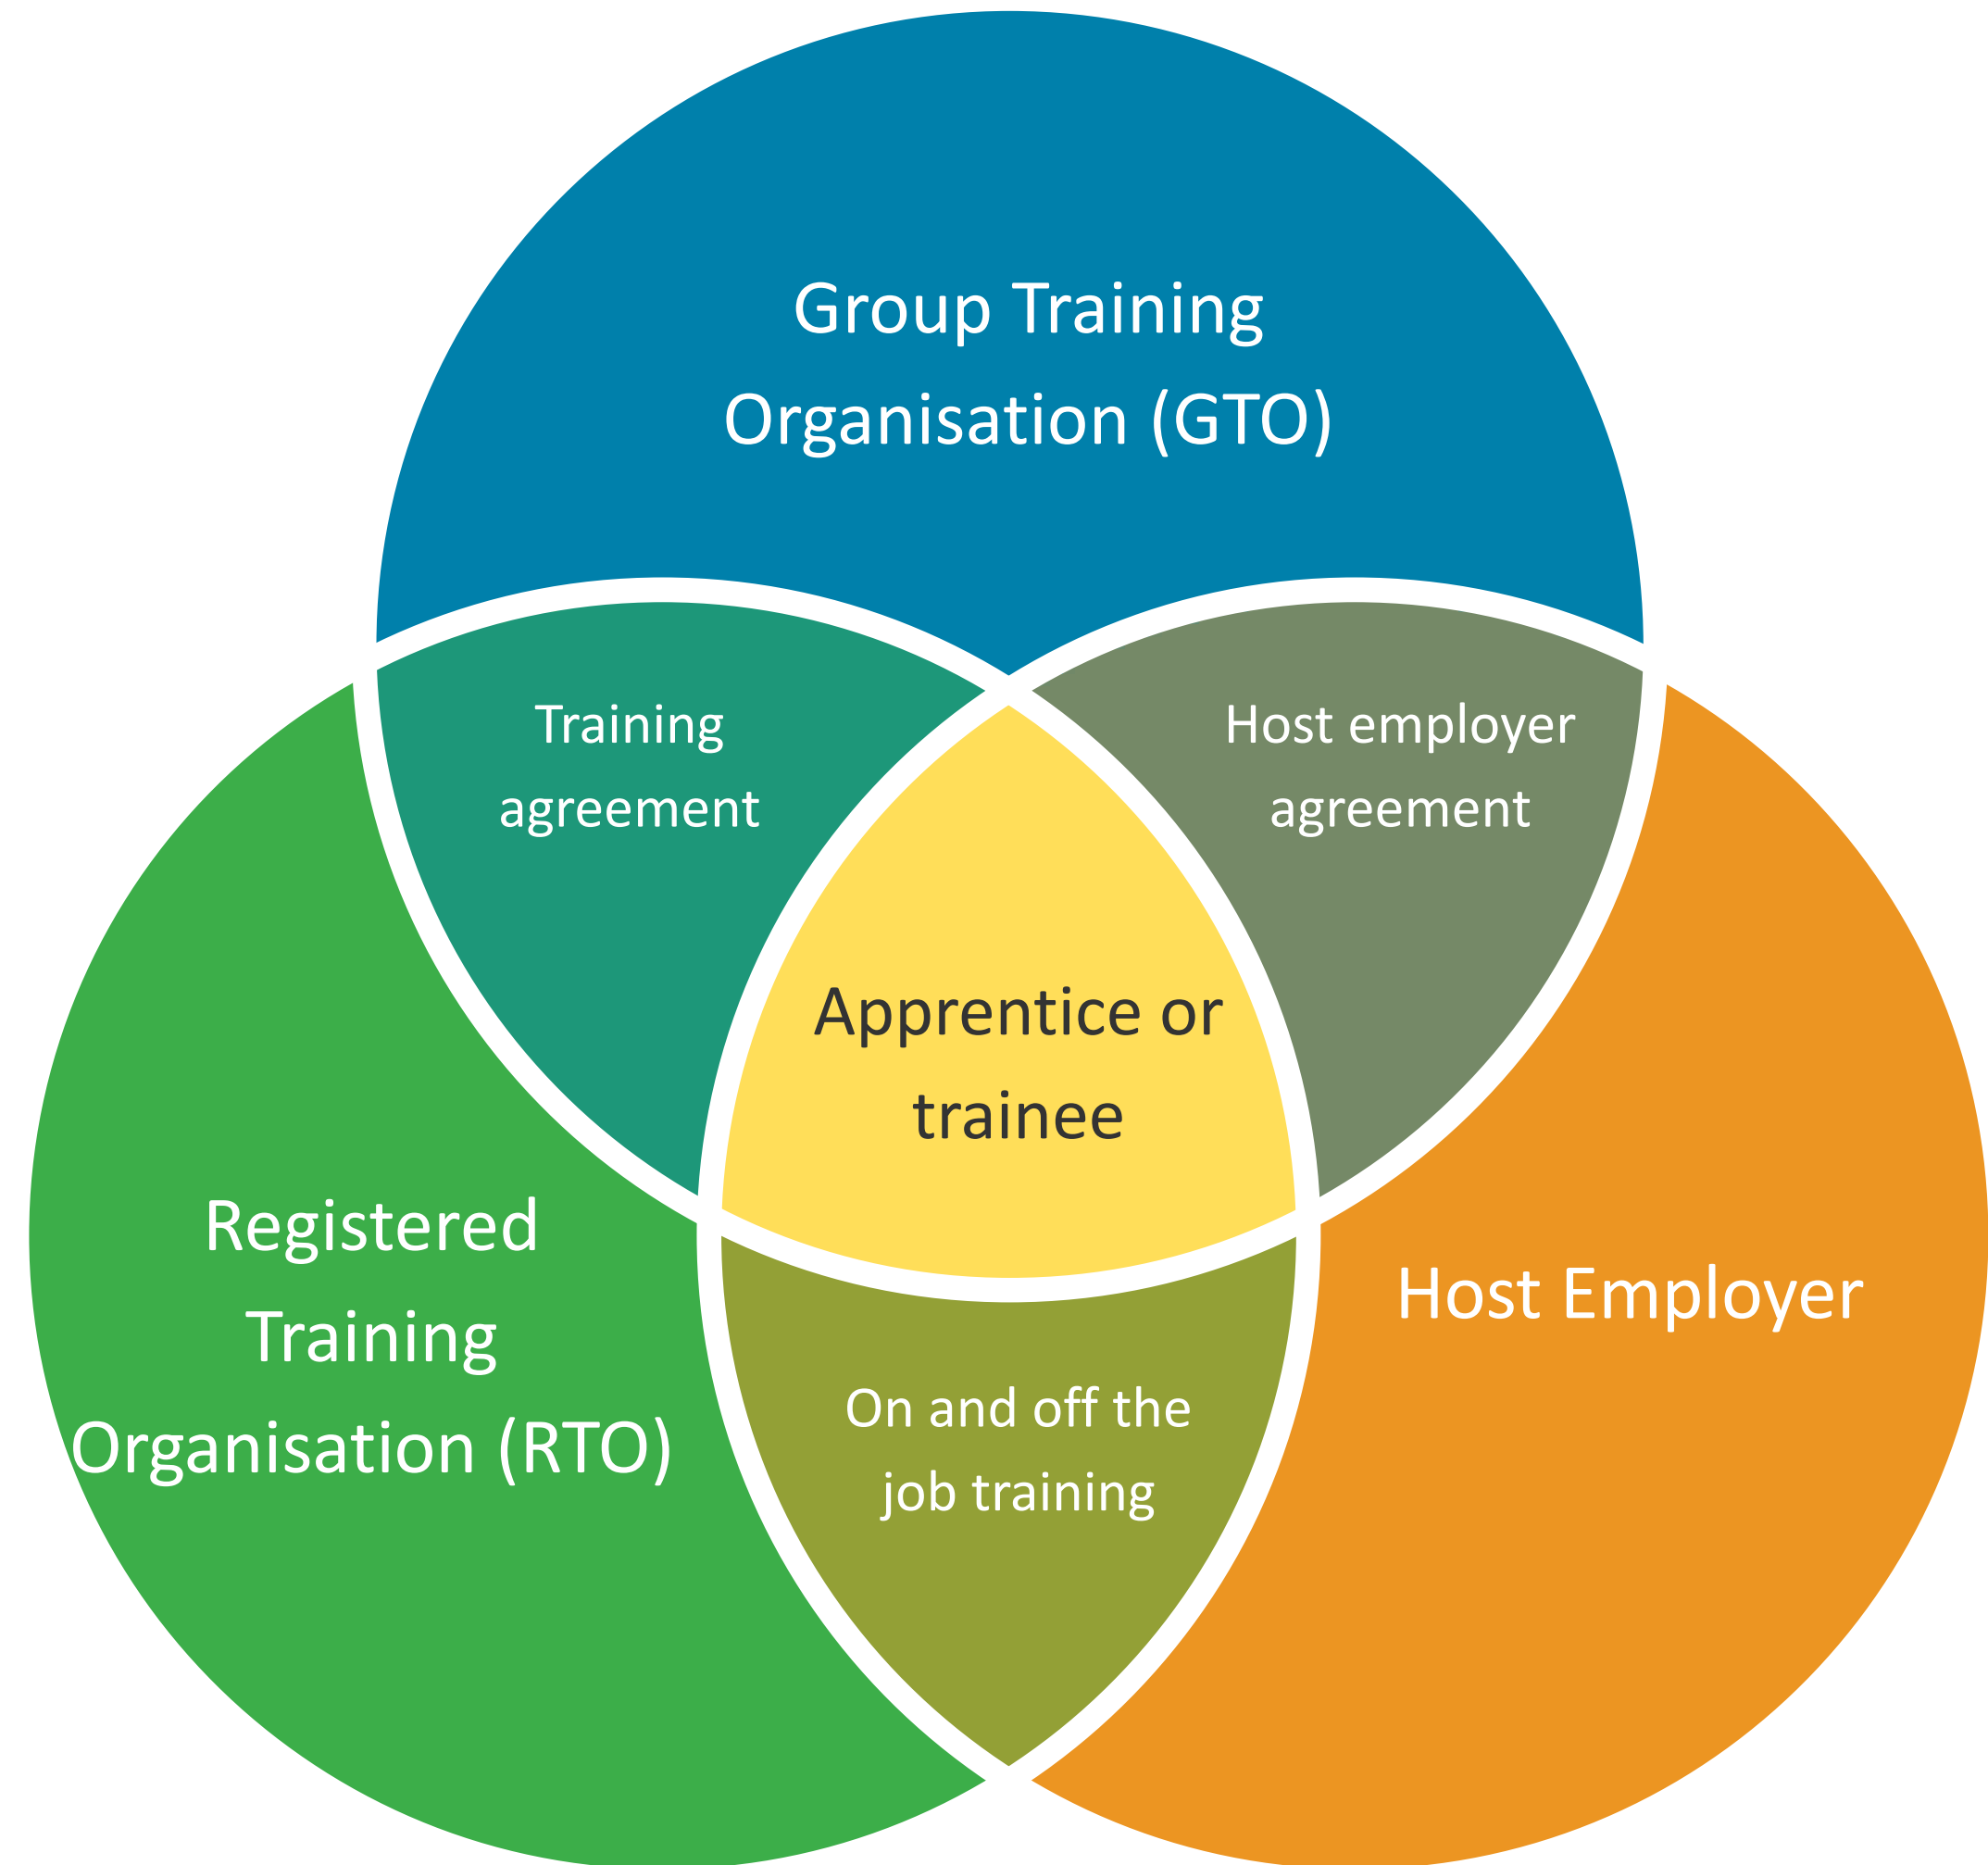 Group Training
Organisation (GTO)
Training
agreement
Host employer
agreement
Apprentice or
trainee
Registered
Training
Organisation (RTO)
Host Employer
On and off the
job training